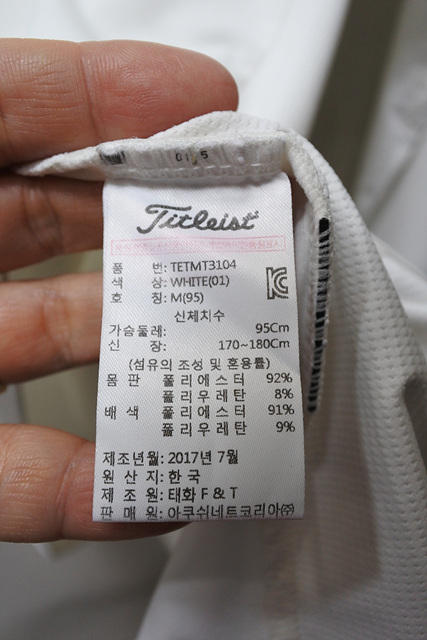 Titleist
품 번: TETMT3104
색 상: WHITE(01)
호 칭: M(95)
신체치수
가슴둘레: 95Cm
신 장: 170~180Cm
(섬유의 조성 및 혼용률)
몸 판 폴리에스터 92%
폴리우레탄 8%
배 색 폴리에스터 91%
폴리우레탄 9%
제조년월: 2017년 7월
원 산 지: 한 국
제 조 원: 태화 F & T
판 매 원: 아쿠쉬네트코리아㈜